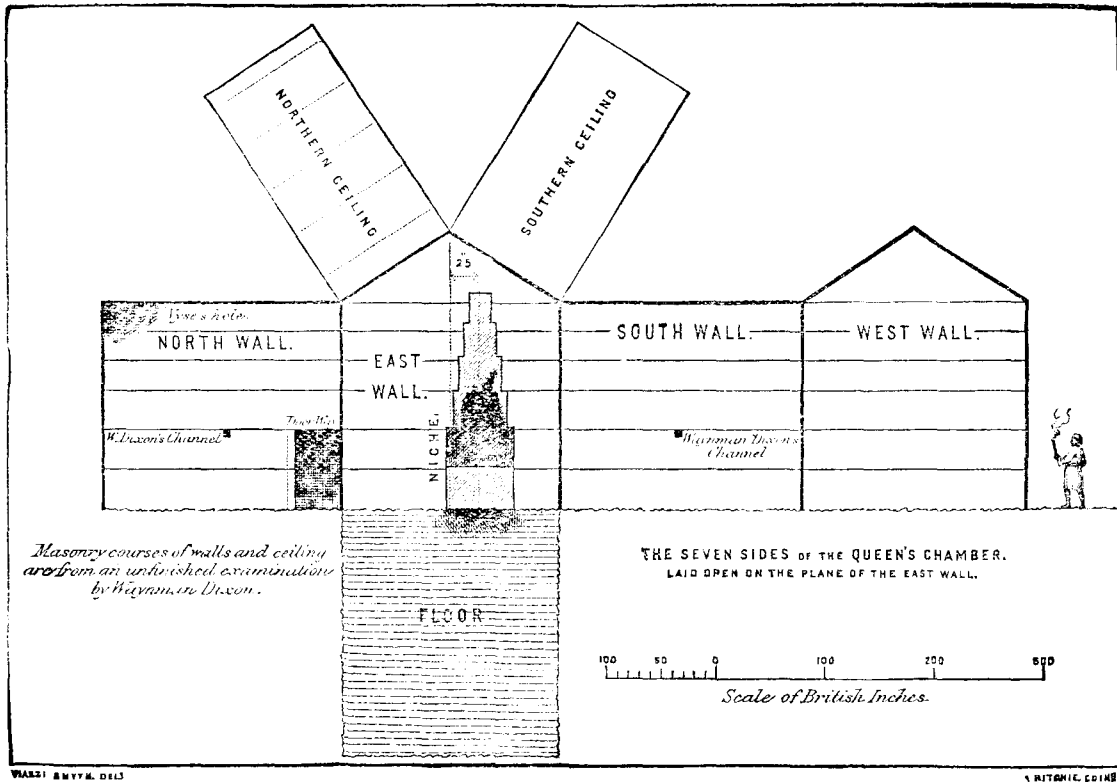 NORTHERN CEILING
SOUTHERN CEILING
25
Vyse's hole.
NORTH WALL.
EAST
WALL.
NICHE.
SOUTH WALL.
WEST WALL.
W. Dixon's Channel
Door Way
Waynman Dixon's
Channel
Masonry courses of walls and ceiling
are from an unfinished examination
by Waynman Dixon.
FLOOR
THE SEVEN SIDES OF THE QUEEN'S CHAMBER.
LAID OPEN ON THE PLANE OF THE EAST WALL.
100 50 0 100 200 300
Scale of British Inches.
PIAZZI SMYTH, DELT